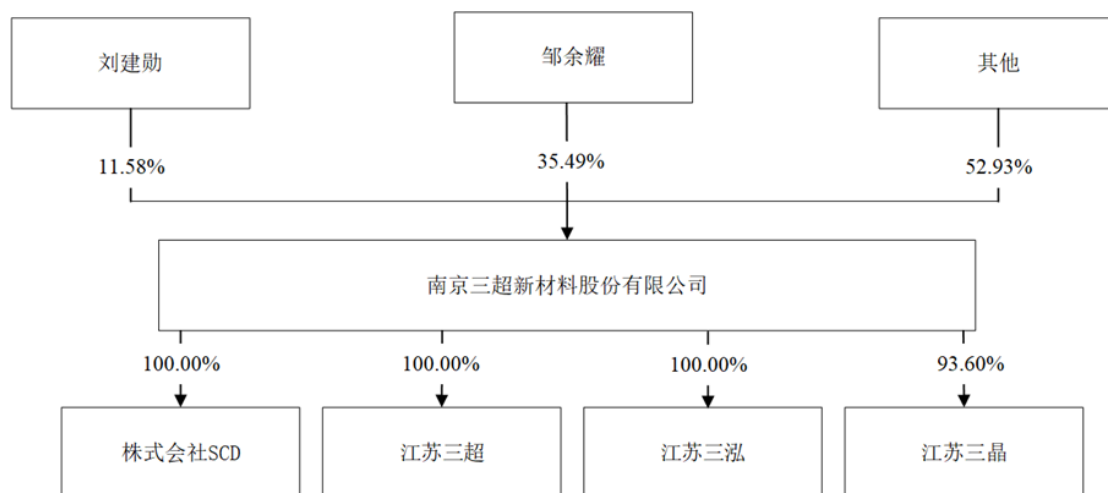 刘建勋
邹余耀
其他
11.58%
35.49%
52.93%
南京三超新材料股份有限公司
100.00%
100.00%
100.00%
93.60%
株式会社SCD
江苏三超
江苏三泓
江苏三晶